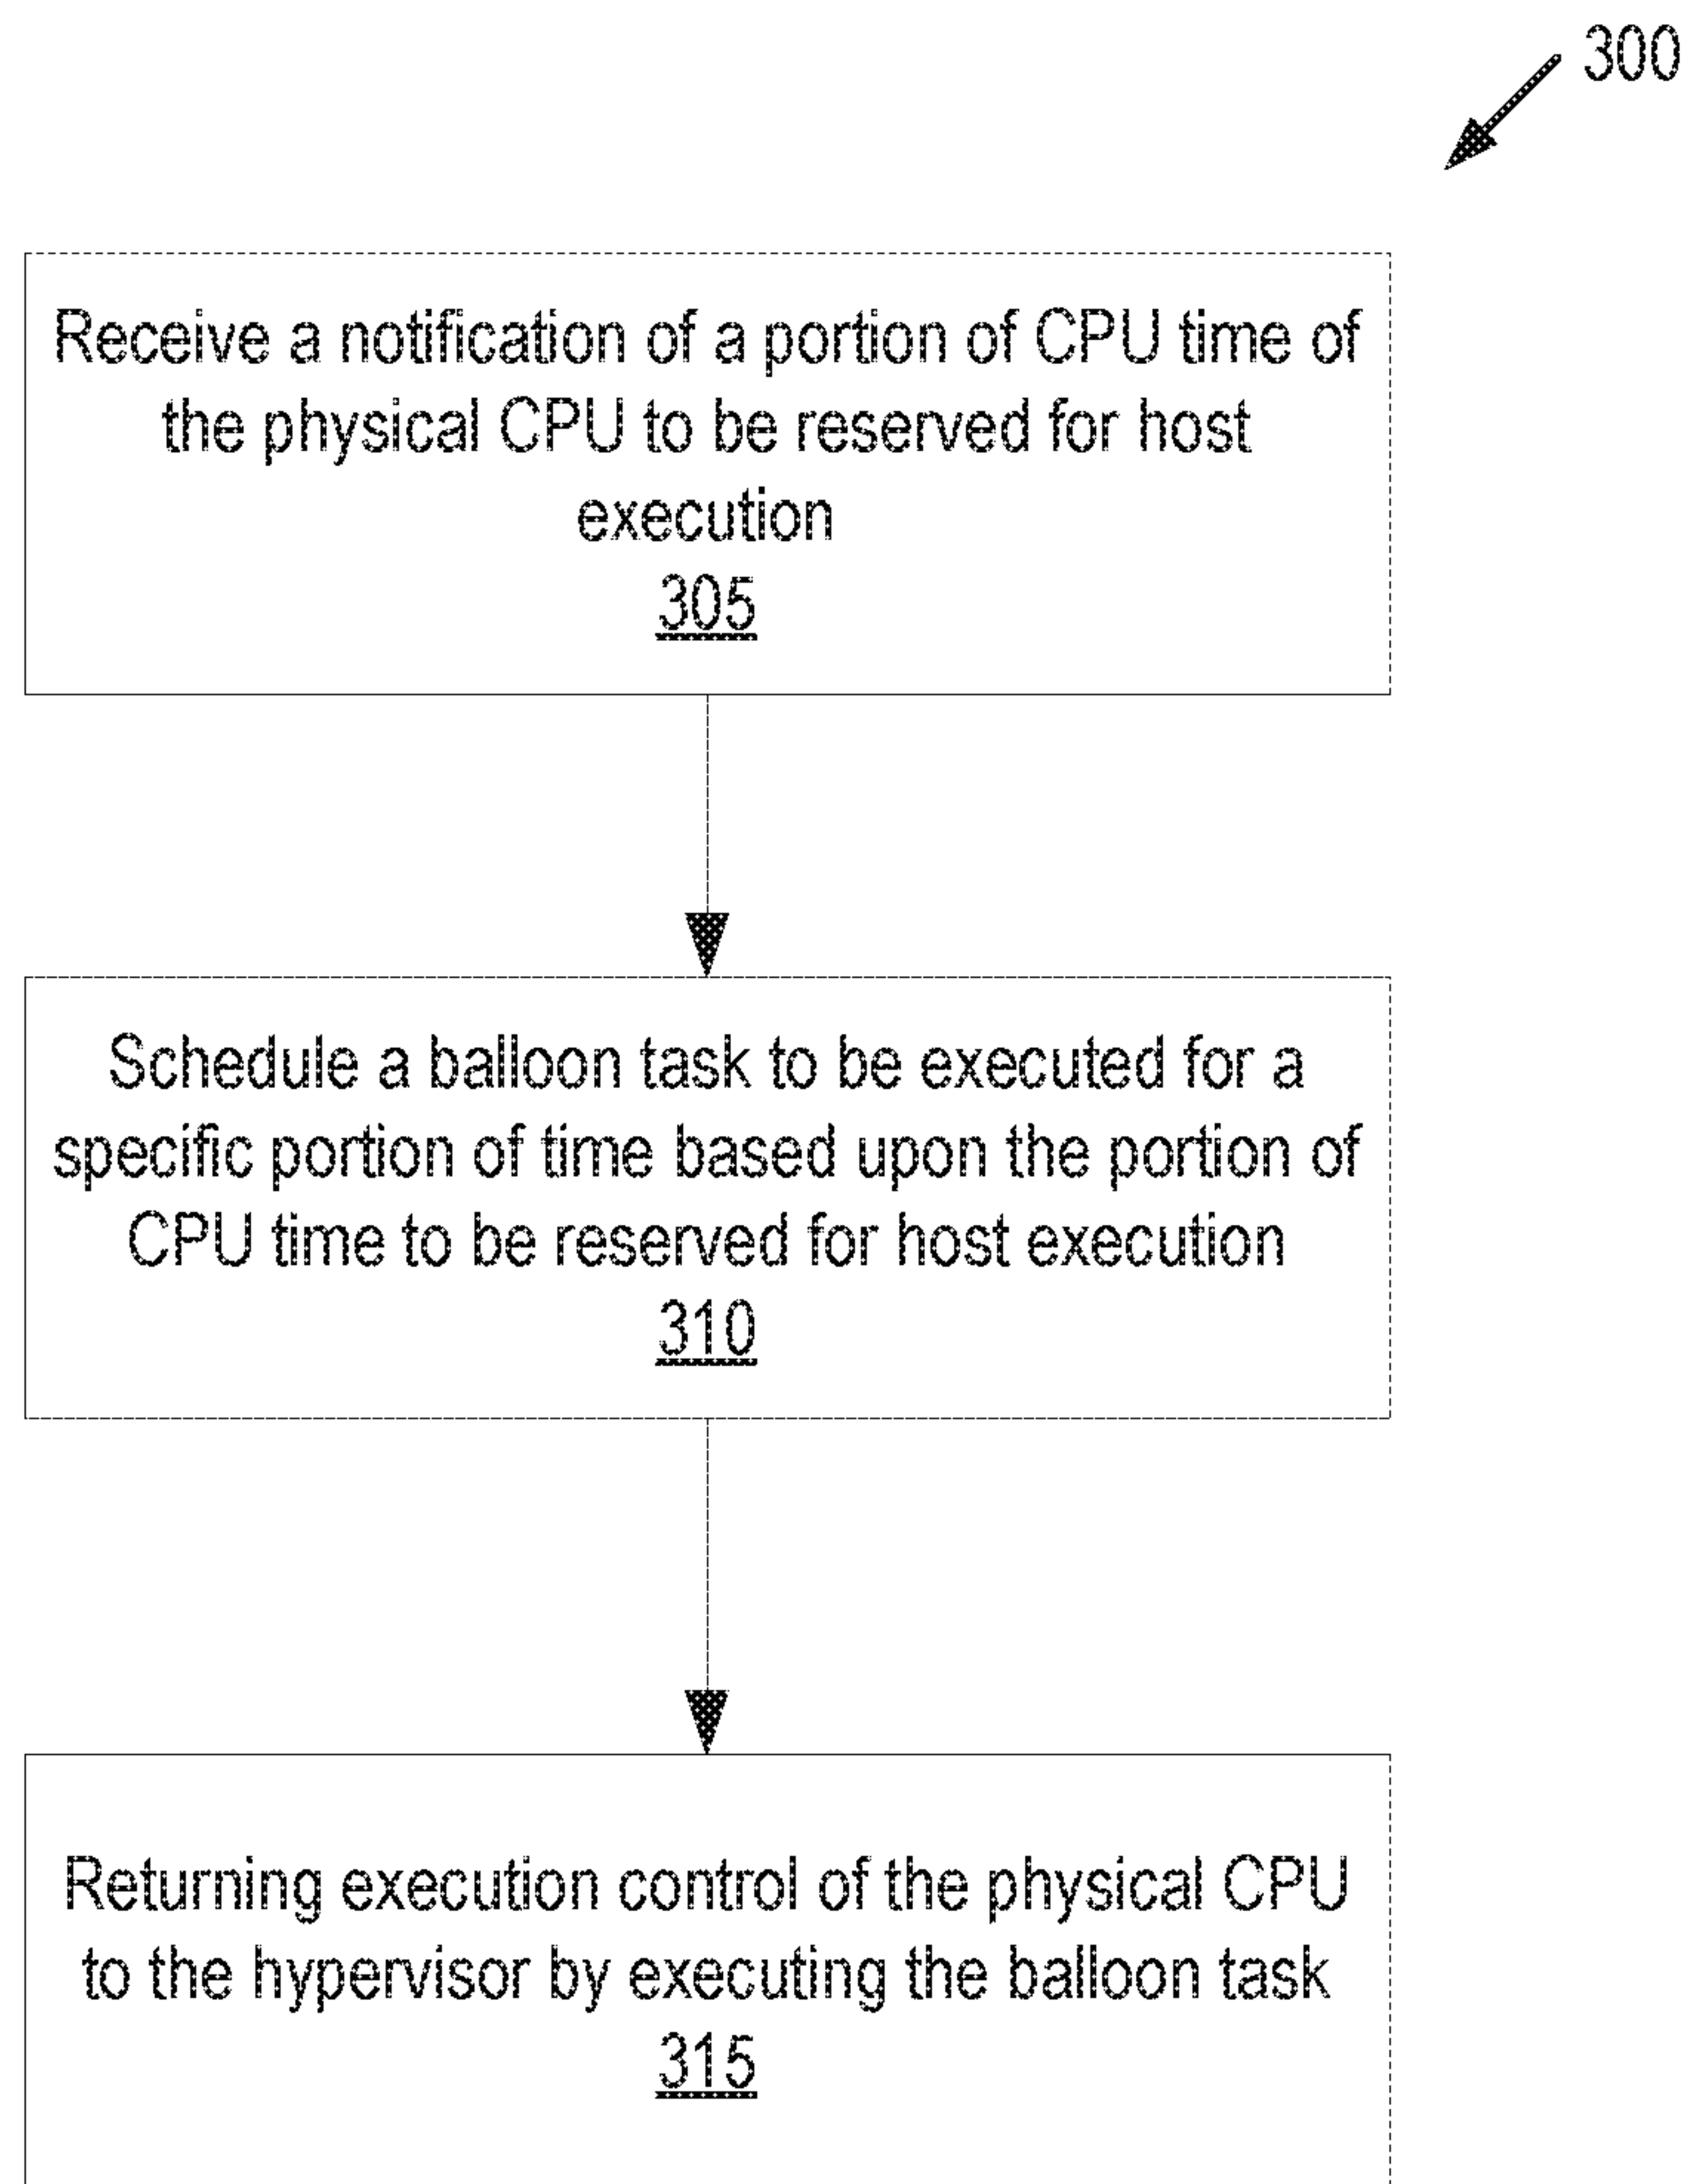 300
Receive a notification of a portion of CPU time of
the physical CPU to be reserved for host
execution
305
Schedule a balloon task to be executed for a
specific portion of time based upon the portion of
CPU time to be reserved for host execution
310
Returning execution control of the physical CPU
to the hypervisor by executing the balloon task
315